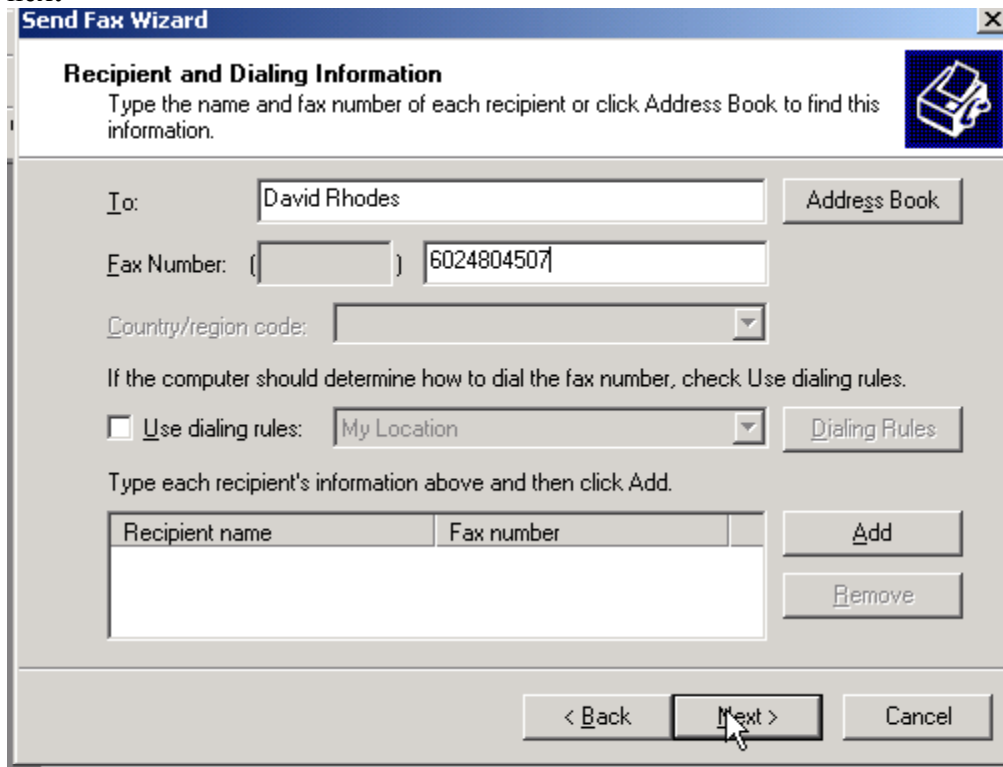 Send Fax Wizard
Recipient and Dialing Information
Type the name and fax number of each recipient or click Address Book to find this
information.
To: David Rhodes Address Book
Fax Number: ( ) 6024804507
Country/region code:
If the computer should determine how to dial the fax number, check Use dialing rules.
Use dialing rules: My Location Dialing Rules
Type each recipient's information above and then click Add.
Recipient name Fax number Add
Remove
< Back Next > Cancel